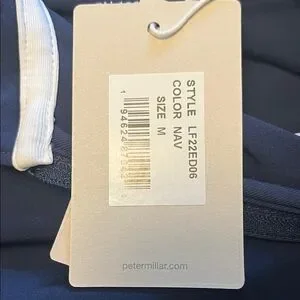 STYLE LF22ED06
COLOR NAV
SIZE M
petermillar.com